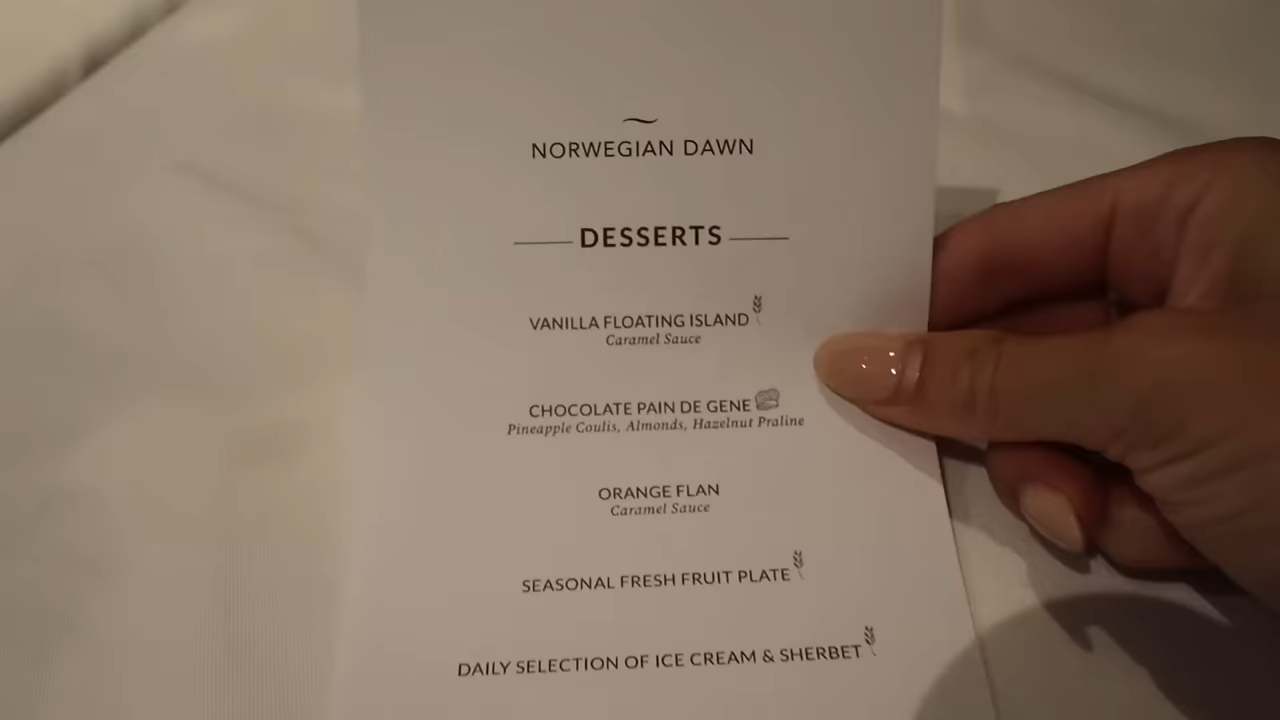 NORWEGIAN DAWN
DESSERTS
VANILLA FLOATING ISLAND
Caramel Sauce
CHOCOLATE PAIN DE GENE
Pineapple Coulis, Almonds, Hazelnut Praline
ORANGE FLAN
Caramel Sauce
SEASONAL FRESH FRUIT PLATE
DAILY SELECTION OF ICE CREAM & SHERBET